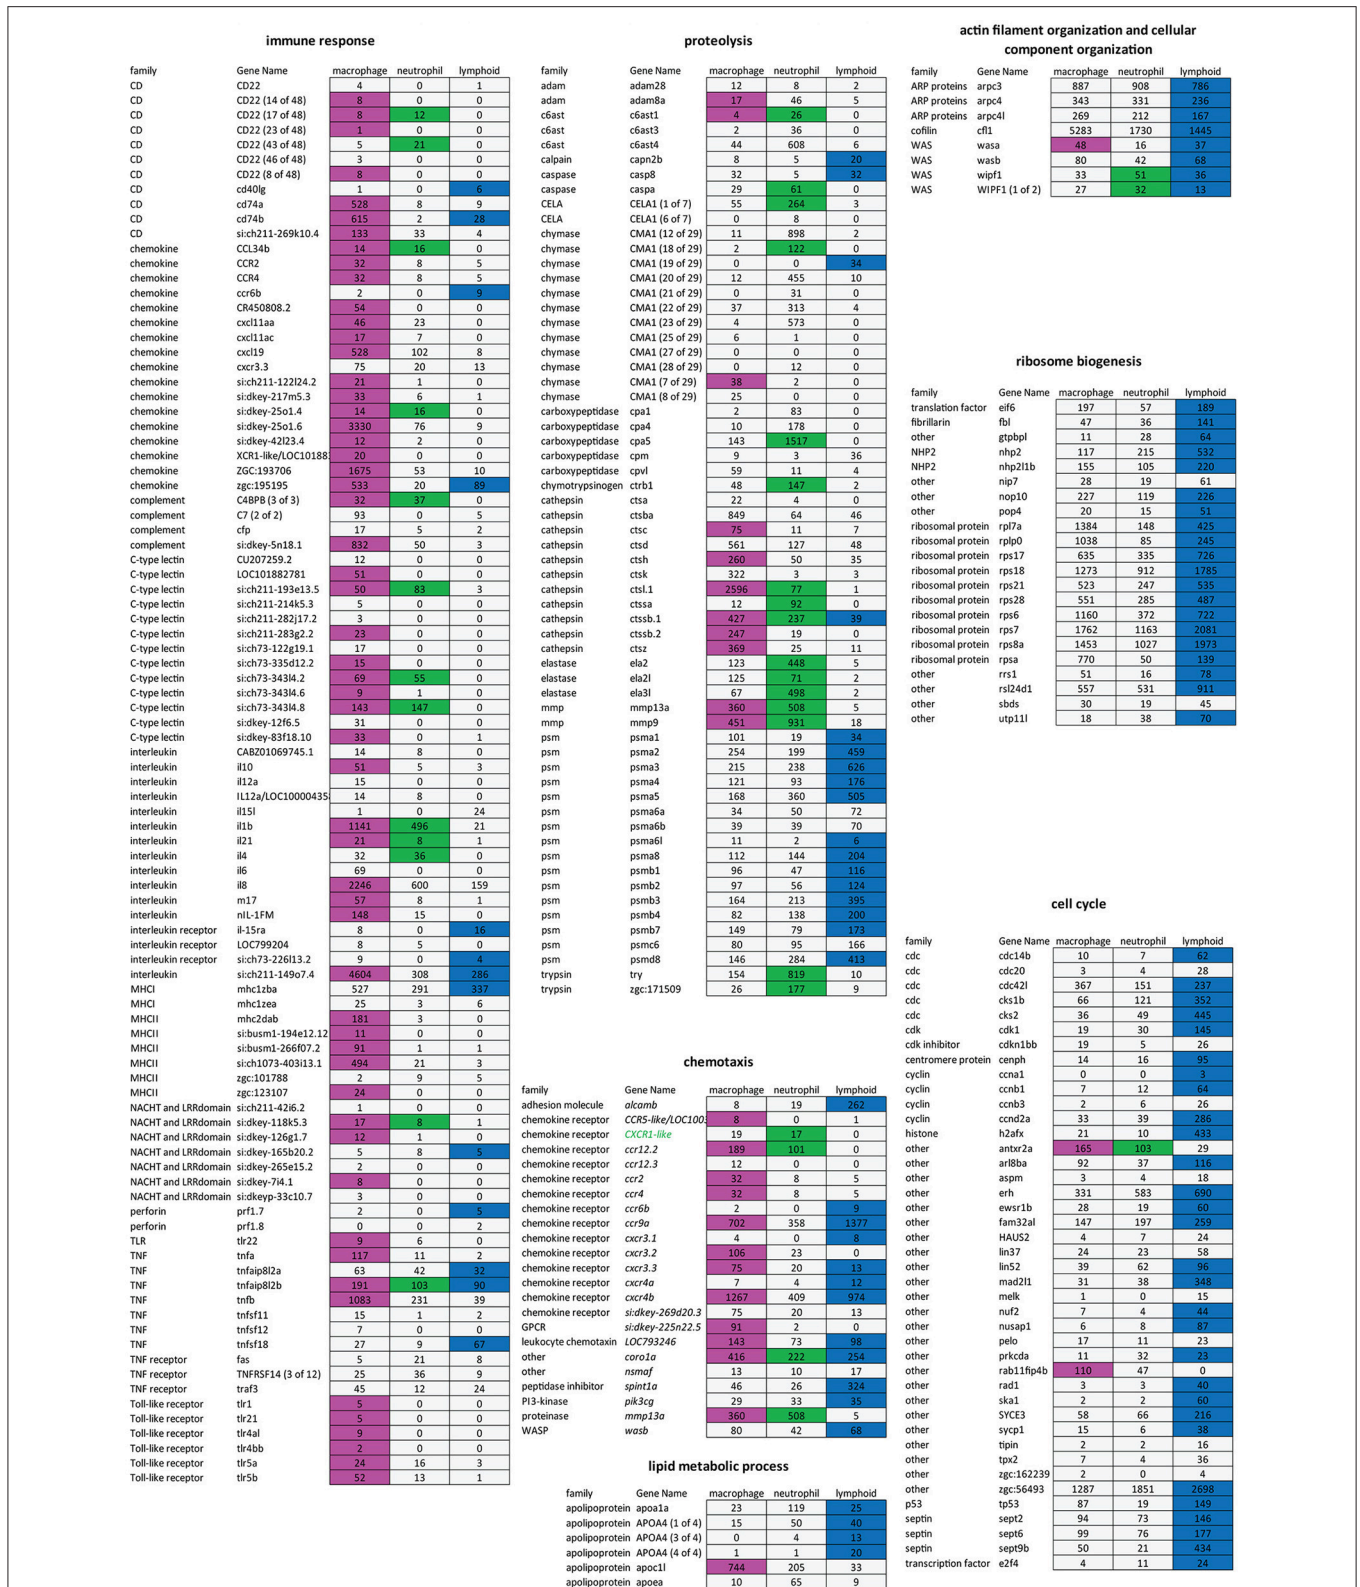 immune response
family Gene Name macrophage neutrophil lymphoid
CD CD22 4 0 1
CD CD22 (14 of 48) 8 0 0
CD CD22 (17 of 48) 8 12 0
CD CD22 (23 of 48) 1 0 0
CD CD22 (43 of 48) 5 21 0
CD CD22 (46 of 48) 3 0 0
CD CD22 (8 of 48) 8 0 0
CD cd40lg 1 0 6
CD cd74a 528 8 9
CD cd74b 615 2 28
CD si:ch211-269k10.4 133 33 4
chemokine CCL34b 14 16 0
chemokine CCR2 32 8 5
chemokine CCR4 32 8 5
chemokine ccr6b 2 0 9
chemokine CR450808.2 54 0 0
chemokine cxcl11aa 46 23 0
chemokine cxcl11ac 17 7 0
chemokine cxcl19 528 102 8
chemokine cxcr3.3 75 20 13
chemokine si:ch211-122l24.2 21 1 0
chemokine si:dkey-217m5.3 33 6 1
chemokine si:dkey-25o1.4 14 16 0
chemokine si:dkey-25o1.6 3330 76 9
chemokine si:dkey-42l23.4 12 2 0
chemokine XCR1-like/LOC10188 20 0 0
chemokine ZGC:193706 1675 53 10
chemokine zgc:195195 533 20 89
complement C4BPB (3 of 3) 32 37 0
complement C7 (2 of 2) 93 0 5
complement cfp 17 5 2
complement si:dkey-5n18.1 832 50 3
C-type lectin CU207259.2 12 0 0
C-type lectin LOC101882781 51 0 0
C-type lectin si:ch211-193e13.5 50 83 3
C-type lectin si:ch211-214k5.3 5 0 0
C-type lectin si:ch211-282j17.2 3 0 0
C-type lectin si:ch211-283g2.2 23 0 0
C-type lectin si:ch73-122g19.1 17 0 0
C-type lectin si:ch73-335d12.2 15 0 0
C-type lectin si:ch73-343l4.2 69 55 0
C-type lectin si:ch73-343l4.6 9 1 0
C-type lectin si:ch73-343l4.8 143 147 0
C-type lectin si:dkey-12f6.5 31 0 0
C-type lectin si:dkey-83f18.10 33 0 1
interleukin CABZ01069745.1 14 8 0
interleukin il10 51 5 3
interleukin il12a 15 0 0
interleukin IL12a/LOC10000435 14 8 0
interleukin il15l 1 0 24
interleukin il1b 1141 496 21
interleukin il21 21 8 1
interleukin il4 32 36 0
interleukin il6 69 0 0
interleukin il8 2246 600 159
interleukin m17 57 8 1
interleukin nIL-1FM 148 15 0
interleukin receptor il-15ra 8 0 16
interleukin receptor LOC799204 8 5 0
interleukin receptor si:ch73-226l13.2 9 0 4
interleukin si:ch211-149o7.4 4604 308 286
MHCI mhc1zba 527 291 337
MHCI mhc1zea 25 3 6
MHCII mhc2dab 181 3 0
MHCII si:busm1-194e12.12 11 0 0
MHCII si:busm1-266f07.2 91 1 1
MHCII si:ch1073-403i13.1 494 21 3
MHCII zgc:101788 2 9 5
MHCII zgc:123107 24 0 0
NACHT and LRRdomain si:ch211-42i6.2 1 0 0
NACHT and LRRdomain si:dkey-118k5.3 17 8 1
NACHT and LRRdomain si:dkey-126g1.7 12 1 0
NACHT and LRRdomain si:dkey-165b20.2 5 8 5
NACHT and LRRdomain si:dkey-265e15.2 2 0 0
NACHT and LRRdomain si:dkey-7i4.1 8 0 0
NACHT and LRRdomain si:dkeyp-33c10.7 3 0 0
perforin prf1.7 2 0 5
perforin prf1.8 0 0 2
TLR tlr22 9 6 0
TNF tnfa 117 11 2
TNF tnfaip8l2a 63 42 32
TNF tnfaip8l2b 191 103 90
TNF tnfb 1083 231 39
TNF tnfsf11 15 1 2
TNF tnfsf12 7 0 0
TNF tnfsf18 27 9 67
TNF receptor fas 5 21 8
TNF receptor TNFRSF14 (3 of 12) 25 36 9
TNF receptor traf3 45 12 24
Toll-like receptor tlr1 5 0 0
Toll-like receptor tlr21 5 0 0
Toll-like receptor tlr4al 9 0 0
Toll-like receptor tlr4bb 2 0 0
Toll-like receptor tlr5a 24 16 3
Toll-like receptor tlr5b 52 13 1
proteolysis
family Gene Name macrophage neutrophil lymphoid
adam adam28 12 8 2
adam adam8a 17 46 5
c6ast c6ast1 4 26 0
c6ast c6ast3 2 36 0
c6ast c6ast4 44 608 6
calpain capn2b 8 5 20
caspase casp8 32 5 32
caspase caspa 29 61 0
CELA CELA1 (1 of 7) 55 264 3
CELA CELA1 (6 of 7) 0 8 0
chymase CMA1 (12 of 29) 11 898 2
chymase CMA1 (18 of 29) 2 122 0
chymase CMA1 (19 of 29) 0 0 34
chymase CMA1 (20 of 29) 12 455 10
chymase CMA1 (21 of 29) 0 31 0
chymase CMA1 (22 of 29) 37 313 4
chymase CMA1 (23 of 29) 4 573 0
chymase CMA1 (25 of 29) 6 1 0
chymase CMA1 (27 of 29) 0 0 0
chymase CMA1 (28 of 29) 0 12 0
chymase CMA1 (7 of 29) 38 2 0
chymase CMA1 (8 of 29) 25 0 0
carboxypeptidase cpa1 2 83 0
carboxypeptidase cpa4 10 178 0
carboxypeptidase cpa5 143 1517 0
carboxypeptidase cpm 9 3 36
carboxypeptidase cpvl 59 11 4
chymotrypsinogen ctrb1 48 147 2
cathepsin ctsa 22 4 0
cathepsin ctsba 849 64 46
cathepsin ctsc 75 11 7
cathepsin ctsd 561 127 48
cathepsin ctsh 260 50 35
cathepsin ctsk 322 3 3
cathepsin ctsl.1 2596 77 1
cathepsin ctssa 12 92 0
cathepsin ctssb.1 427 237 39
cathepsin ctssb.2 247 19 0
cathepsin ctsz 369 25 11
elastase ela2 123 448 5
elastase ela2l 125 71 2
elastase ela3l 67 498 2
mmp mmp13a 360 508 5
mmp mmp9 451 931 18
psm psma1 101 19 34
psm psma2 254 199 459
psm psma3 215 238 626
psm psma4 121 93 176
psm psma5 168 360 505
psm psma6a 34 50 72
psm psma6b 39 39 70
psm psma6l 11 2 6
psm psma8 112 144 204
psm psmb1 96 47 116
psm psmb2 97 56 124
psm psmb3 164 213 395
psm psmb4 82 138 200
psm psmb7 149 79 173
psm psmc6 80 95 166
psm psmd8 146 284 413
trypsin try 154 819 10
trypsin zgc:171509 26 177 9
chemotaxis
family Gene Name macrophage neutrophil lymphoid
adhesion molecule alcamb 8 19 262
chemokine receptor CCR5-like/LOC100 8 0 1
chemokine receptor CXCR1-like 19 17 0
chemokine receptor ccr12.2 189 101 0
chemokine receptor ccr12.3 12 0 0
chemokine receptor ccr2 32 8 5
chemokine receptor ccr4 32 8 5
chemokine receptor ccr6b 2 0 9
chemokine receptor ccr9a 702 358 1377
chemokine receptor cxcr3.1 4 0 8
chemokine receptor cxcr3.2 106 23 0
chemokine receptor cxcr3.3 75 20 13
chemokine receptor cxcr4a 7 4 12
chemokine receptor cxcr4b 1267 409 974
chemokine receptor si:dkey-269d20.3 75 20 13
GPCR si:dkey-225n22.5 91 2 0
leukocyte chemotaxin LOC793246 143 73 98
other coro1a 416 222 254
other nsmaf 13 10 17
peptidase inhibitor spint1a 46 26 324
PI3-kinase pik3cg 29 33 35
proteinase mmp13a 360 508 5
WASP wasb 80 42 68
lipid metabolic process
family Gene Name macrophage neutrophil lymphoid
apolipoprotein apoa1a 23 119 25
apolipoprotein APOA4 (1 of 4) 15 50 40
apolipoprotein APOA4 (3 of 4) 0 4 13
apolipoprotein APOA4 (4 of 4) 1 1 20
apolipoprotein apoc1l 744 205 33
apolipoprotein apoea 10 65 9
actin filament organization and cellular
component organization
family Gene Name macrophage neutrophil lymphoid
ARP proteins arpc3 887 908 786
ARP proteins arpc4 343 331 236
ARP proteins arpc4l 269 212 167
cofilin cfl1 5283 1730 1445
WAS wasa 48 16 37
WAS wasb 80 42 68
WAS wipf1 33 51 36
WAS WIPF1 (1 of 2) 27 32 13
ribosome biogenesis
family Gene Name macrophage neutrophil lymphoid
translation factor eif6 197 57 189
fibrillarin fbl 47 36 141
other gtpbpl 11 28 64
NHP2 nhp2 117 215 532
NHP2 nhp2l1b 155 105 220
other nip7 28 19 61
other nop10 227 119 226
other pop4 20 15 51
ribosomal protein rpl7a 1384 148 425
ribosomal protein rplp0 1038 85 245
ribosomal protein rps17 635 335 726
ribosomal protein rps18 1273 912 1785
ribosomal protein rps21 523 247 535
ribosomal protein rps28 551 285 487
ribosomal protein rps6 1160 372 722
ribosomal protein rps7 1762 1163 2081
ribosomal protein rps8a 1453 1027 1973
ribosomal protein rpsa 770 50 139
other rrs1 51 16 78
other rsl24d1 557 531 911
other sbds 30 19 45
other utp11l 18 38 70
cell cycle
family Gene Name macrophage neutrophil lymphoid
cdc cdc14b 10 7 62
cdc cdc20 3 4 28
cdc cdc42l 367 151 237
cdc cks1b 66 121 352
cdc cks2 36 49 445
cdk cdk1 19 30 145
cdk inhibitor cdkn1bb 19 5 26
centromere protein cenph 14 16 95
cyclin ccna1 0 0 3
cyclin ccnb1 7 12 64
cyclin ccnb3 2 6 26
cyclin ccnd2a 33 39 286
histone h2afx 21 10 433
other antxr2a 165 103 29
other arl8ba 92 37 116
other aspm 3 4 18
other erh 331 583 690
other ewsr1b 28 19 60
other fam32al 147 197 259
other HAUS2 4 7 24
other lin37 24 23 58
other lin52 39 62 96
other mad2l1 31 38 348
other melk 1 0 15
other nuf2 7 4 44
other nusap1 6 8 87
other pelo 17 11 23
other prkcda 11 32 23
other rab11fip4b 110 47 0
other rad1 3 3 40
other ska1 2 2 60
other SYCE3 58 66 216
other sycp1 15 6 38
other tipin 2 2 16
other tpx2 7 4 36
other zgc:162239 2 0 4
other zgc:56493 1287 1851 2698
p53 tp53 87 19 149
septin sept2 94 73 146
septin sept6 99 76 177
septin sept9b 50 21 434
transcription factor e2f4 4 11 24